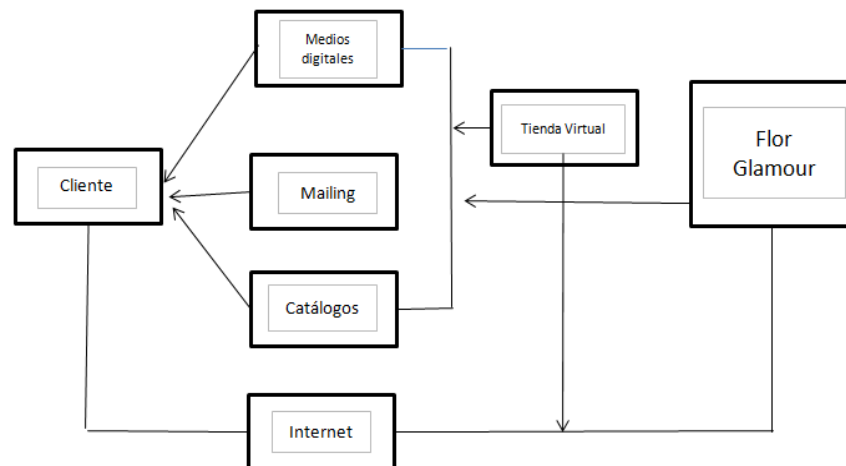 Medios
digitales
Tienda Virtual
Flor
Glamour
Cliente
Mailing
Catálogos
Internet